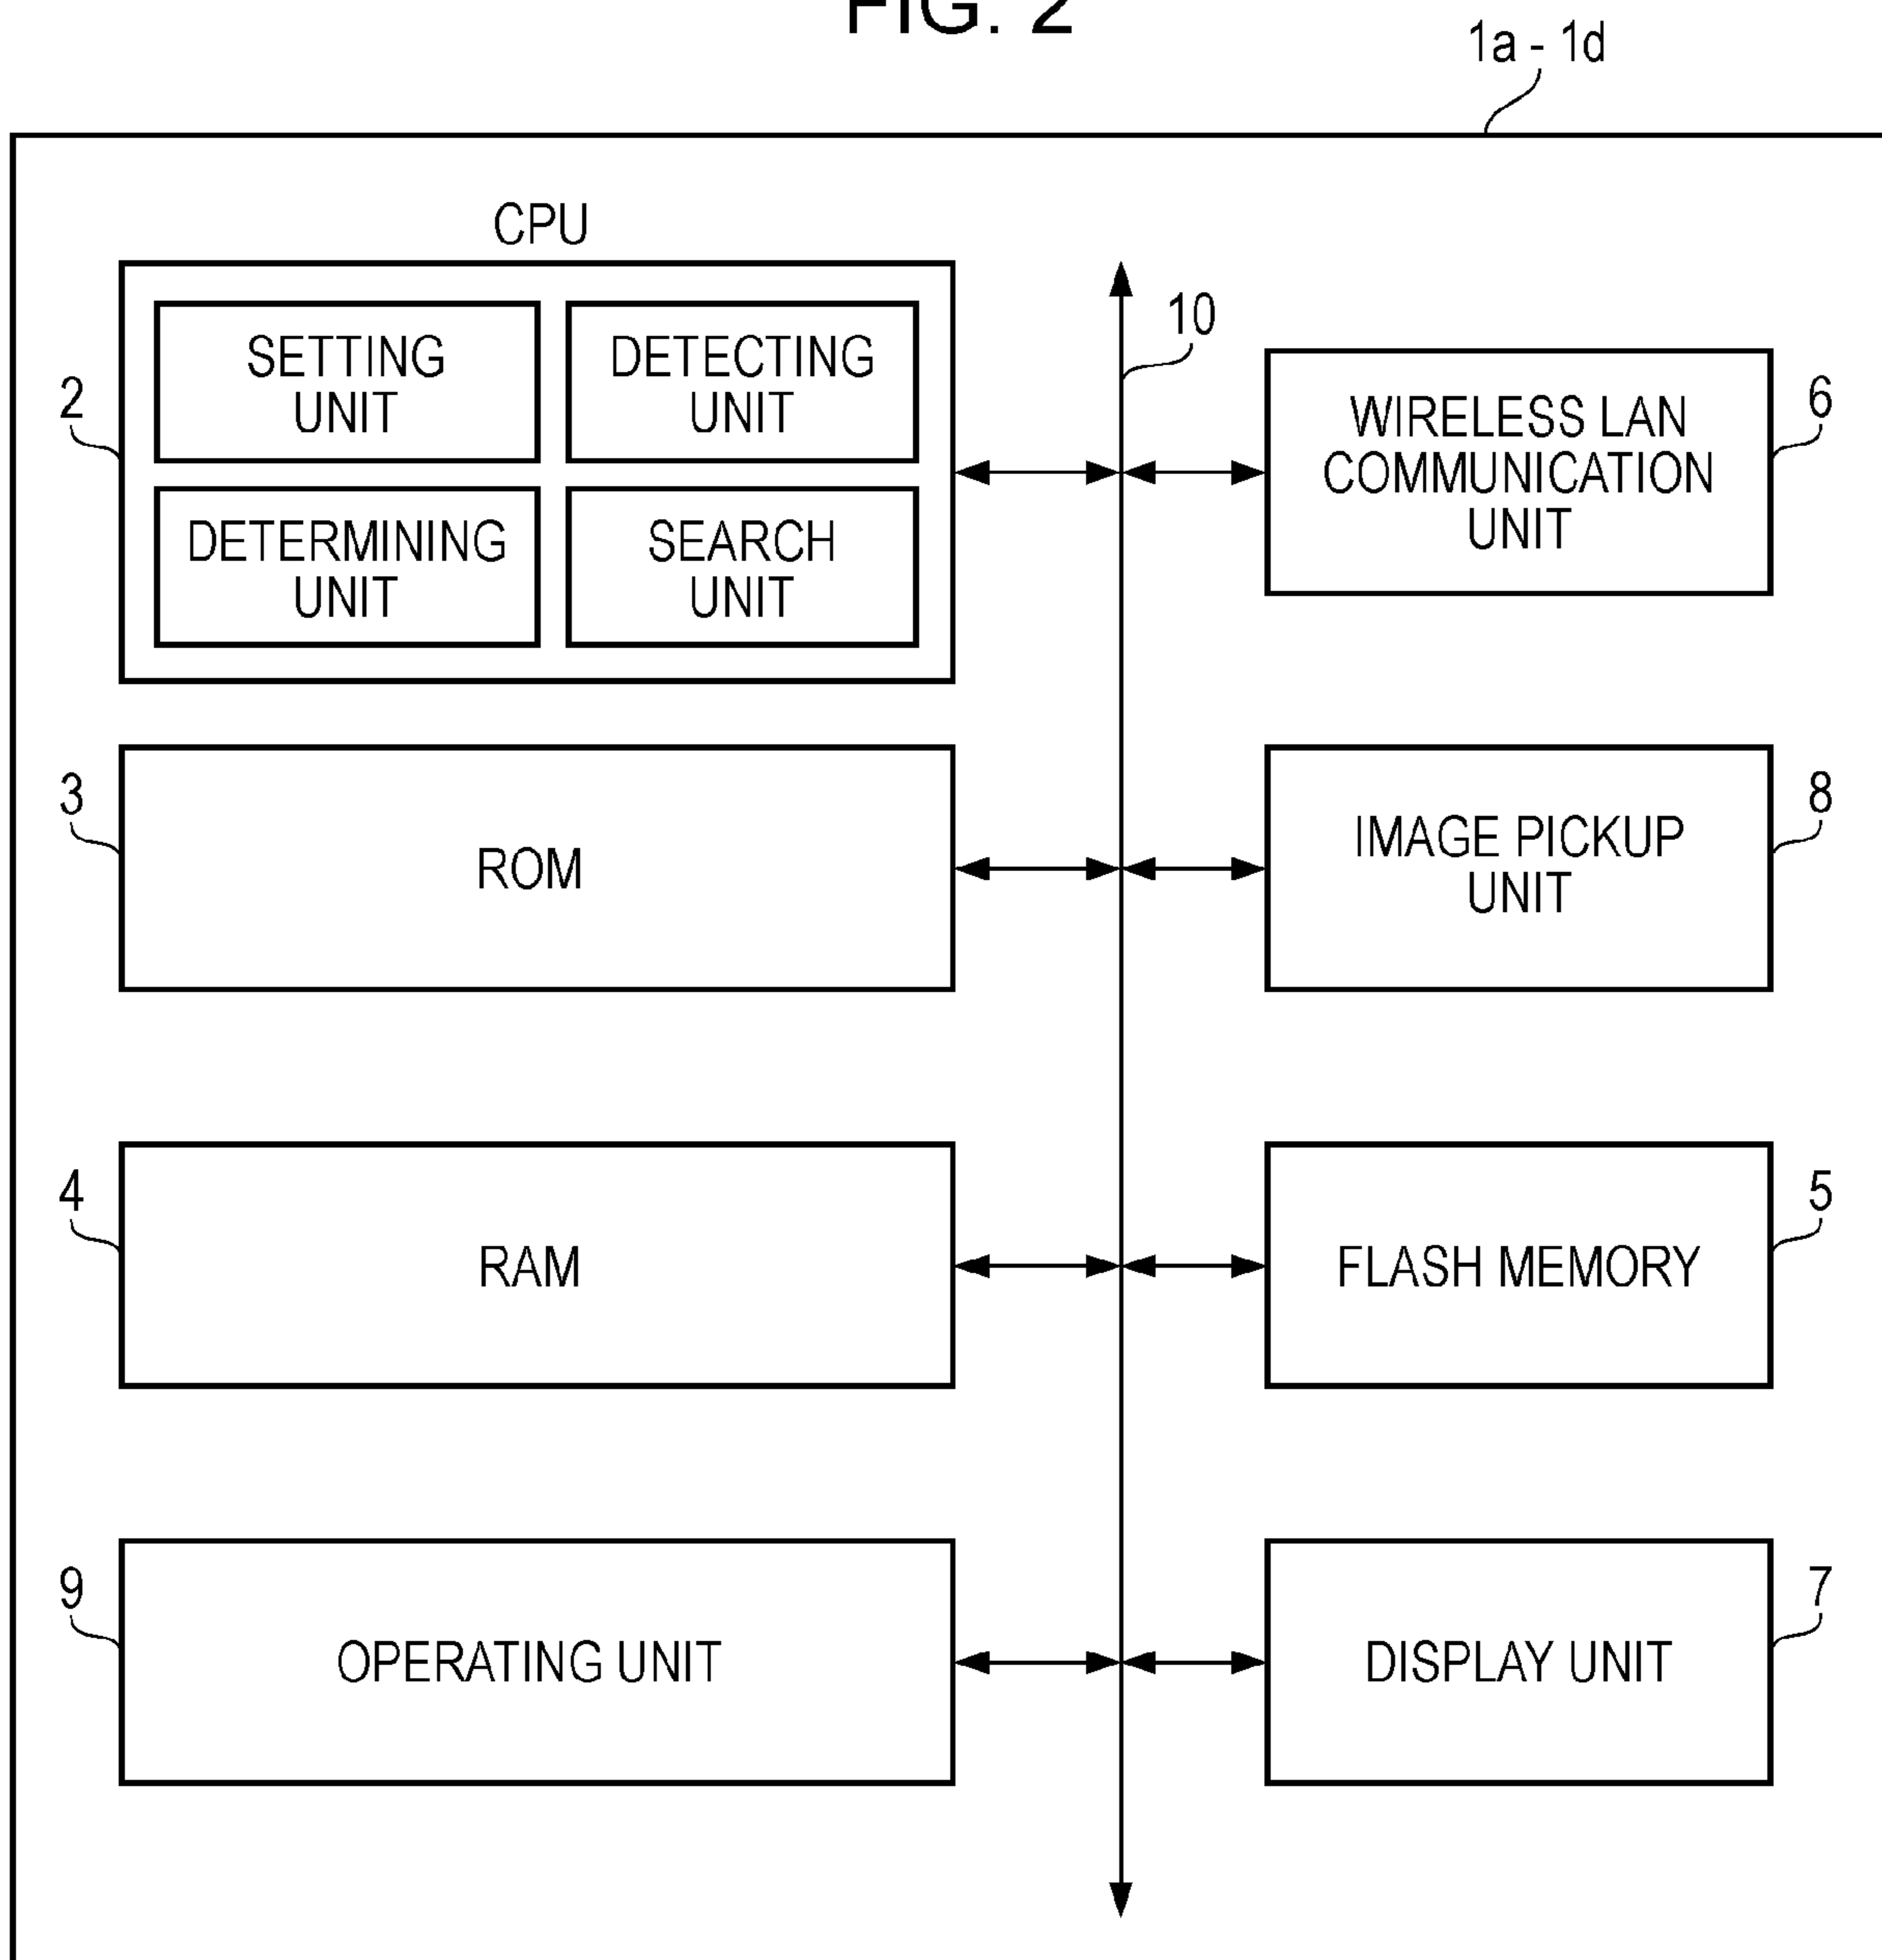 FIG. 2
1a - 1d
CPU
SETTING
UNIT
DETECTING
UNIT
DETERMINING
UNIT
SEARCH
UNIT
2
10
WIRELESS LAN
COMMUNICATION
UNIT
6
3
ROM
IMAGE PICKUP
UNIT
8
4
RAM
FLASH MEMORY
5
9
OPERATING UNIT
DISPLAY UNIT
7